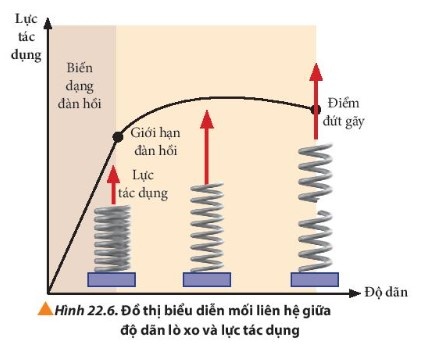 Lực
tác
dụng
Biến
dạng
đàn hồi
Giới hạn
đàn hồi
Điểm
đứt gãy
Lực
tác dụng
Độ dãn
Hình 22.6. Đồ thị biểu diễn mối liên hệ giữa
độ dãn lò xo và lực tác dụng